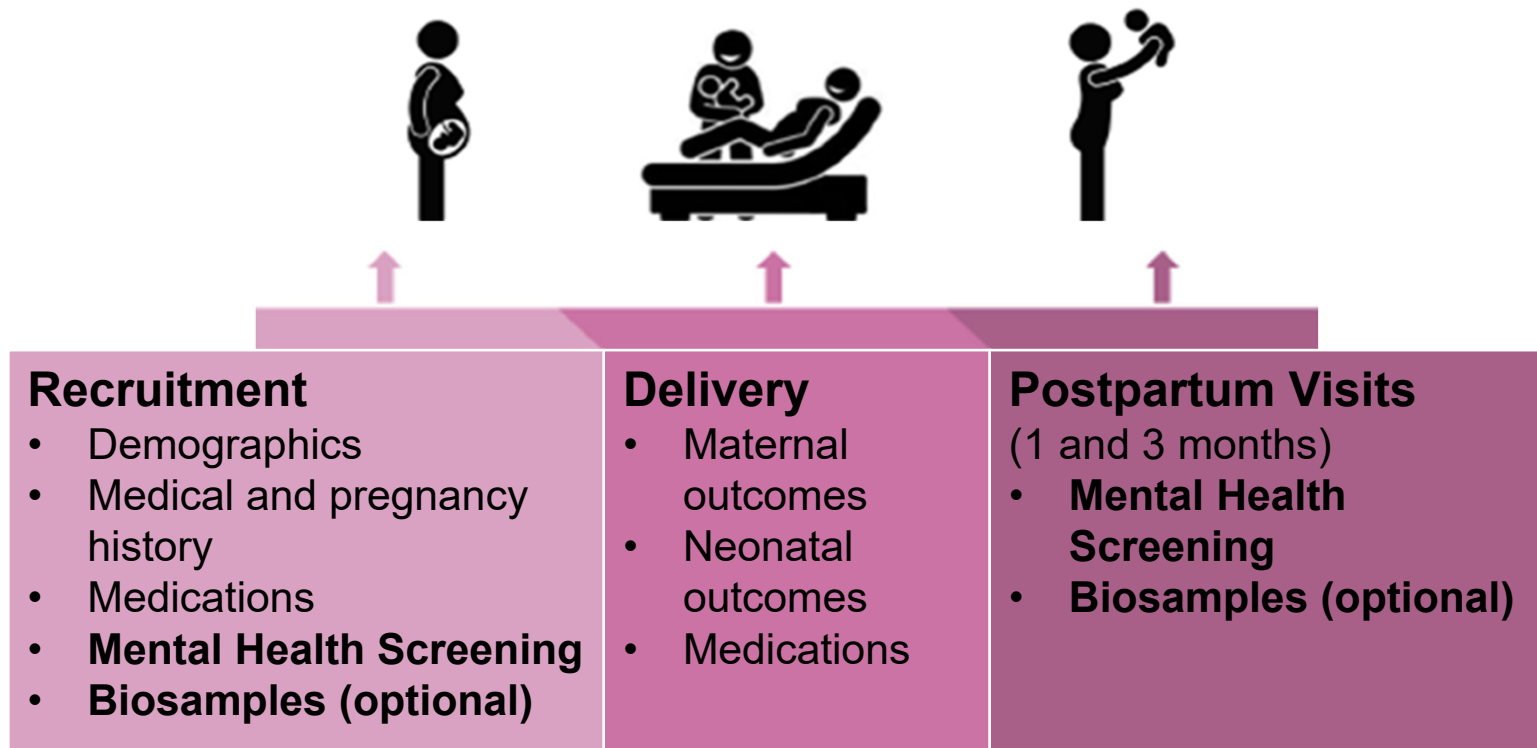 Recruitment
• Demographics
• Medical and pregnancy
history
• Medications
• Mental Health Screening
• Biosamples (optional)
Delivery
• Maternal
outcomes
• Neonatal
outcomes
• Medications
Postpartum Visits
(1 and 3 months)
• Mental Health
Screening
• Biosamples (optional)